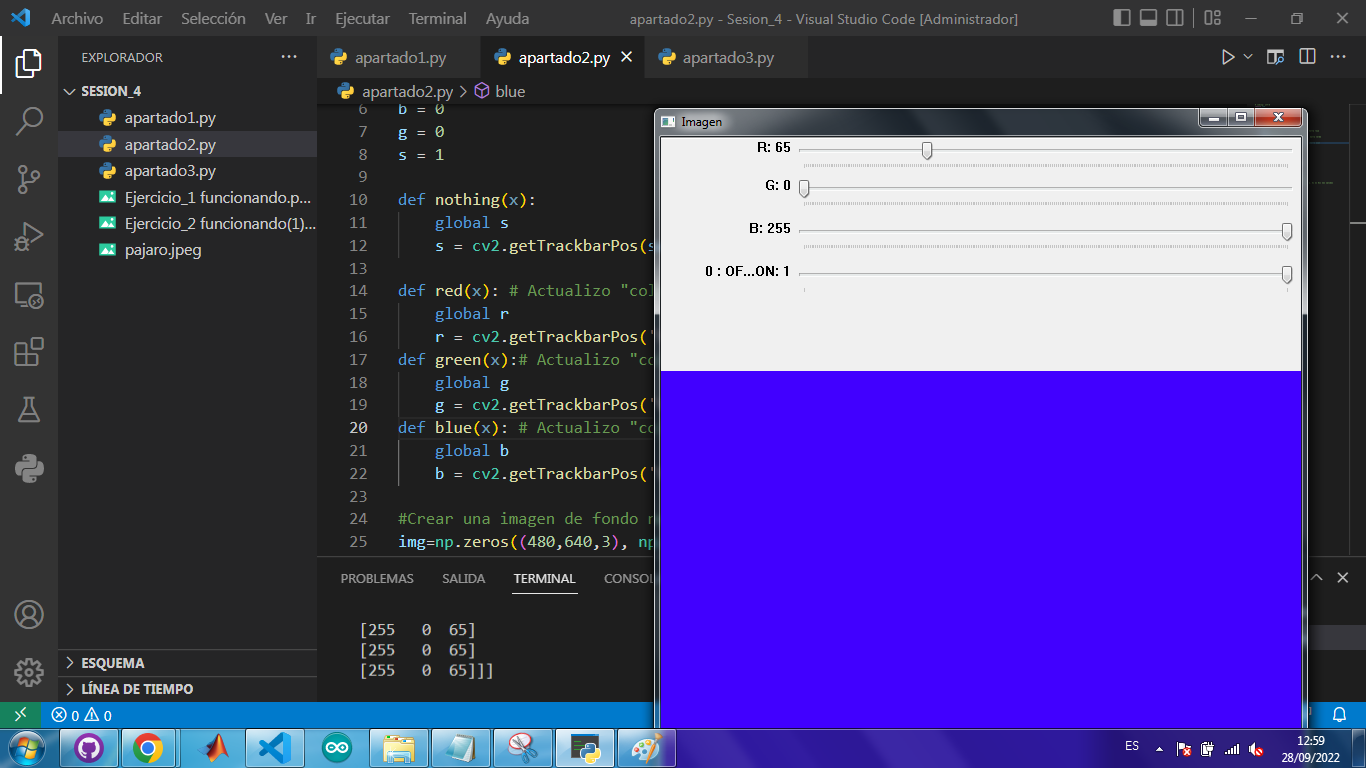 Archivo Editar Selección Ver Ir Ejecutar Terminal Ayuda
apartado2.py - Sesion_4 - Visual Studio Code [Administrador]
EXPLORADOR
SESION_4
apartado1.py
apartado2.py
apartado3.py
Ejercicio_1 funcionando.p...
Ejercicio_2 funcionando(1)...
pajaro.jpeg
ESQUEMA
LÍNEA DE TIEMPO
apartado1.py apartado2.py apartado3.py
apartado2.py > blue
6 b = 0
7 g = 0
8 s = 1
9
10 def nothing(x):
11 global s
12 s = cv2.getTrackbarPos(s
13
14 def red(x): # Actualizo "col
15 global r
16 r = cv2.getTrackbarPos('
17 def green(x):# Actualizo "co
18 global g
19 g = cv2.getTrackbarPos('
20 def blue(x): # Actualizo "co
21 global b
22 b = cv2.getTrackbarPos('
23
24 #Crear una imagen de fondo n
25 img=np.zeros((480,640,3), np
PROBLEMAS SALIDA TERMINAL CONSOL
[255 0 65]
[255 0 65]
[255 0 65]]]
Imagen
R: 65
G: 0
B: 255
0 : OF...ON: 1
0 0
ES
12:59
28/09/2022